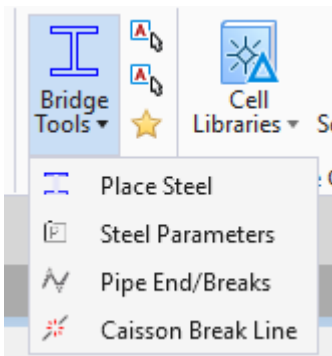 Bridge
Tools
Cell
Libraries
Place Steel
Steel Parameters
Pipe End/Breaks
Caisson Break Line